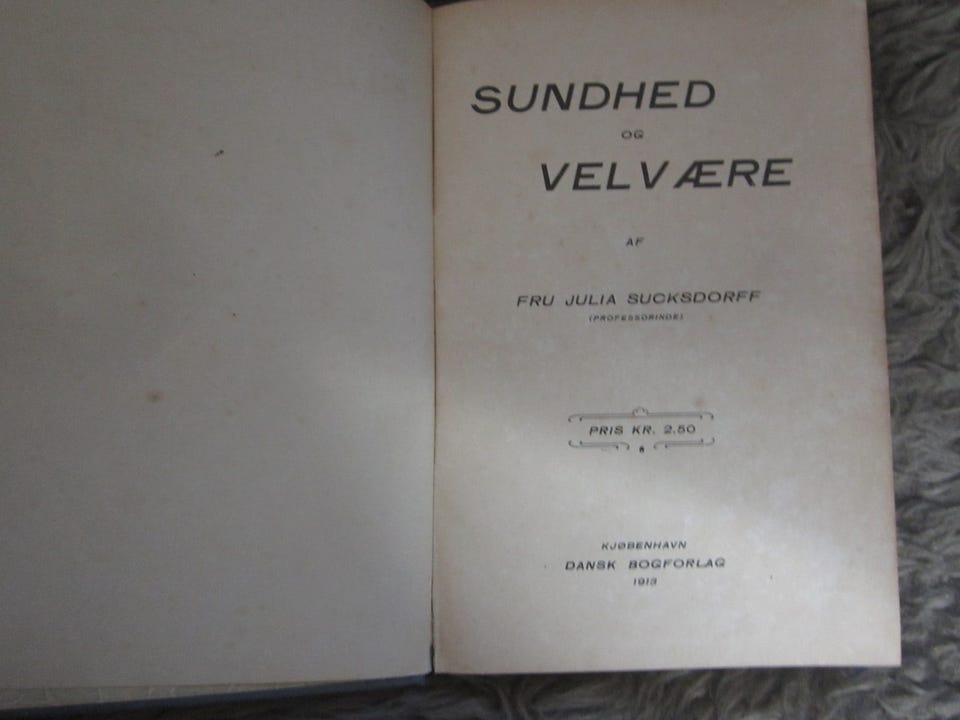 SUNDHED
OG
VELVÆRE
AF
FRU JULIA SUCKSDORFF
(PROFESSORINDE)
PRIS KR. 2.50
KJØBENHAVN
DANSK BOGFORLAG
1913